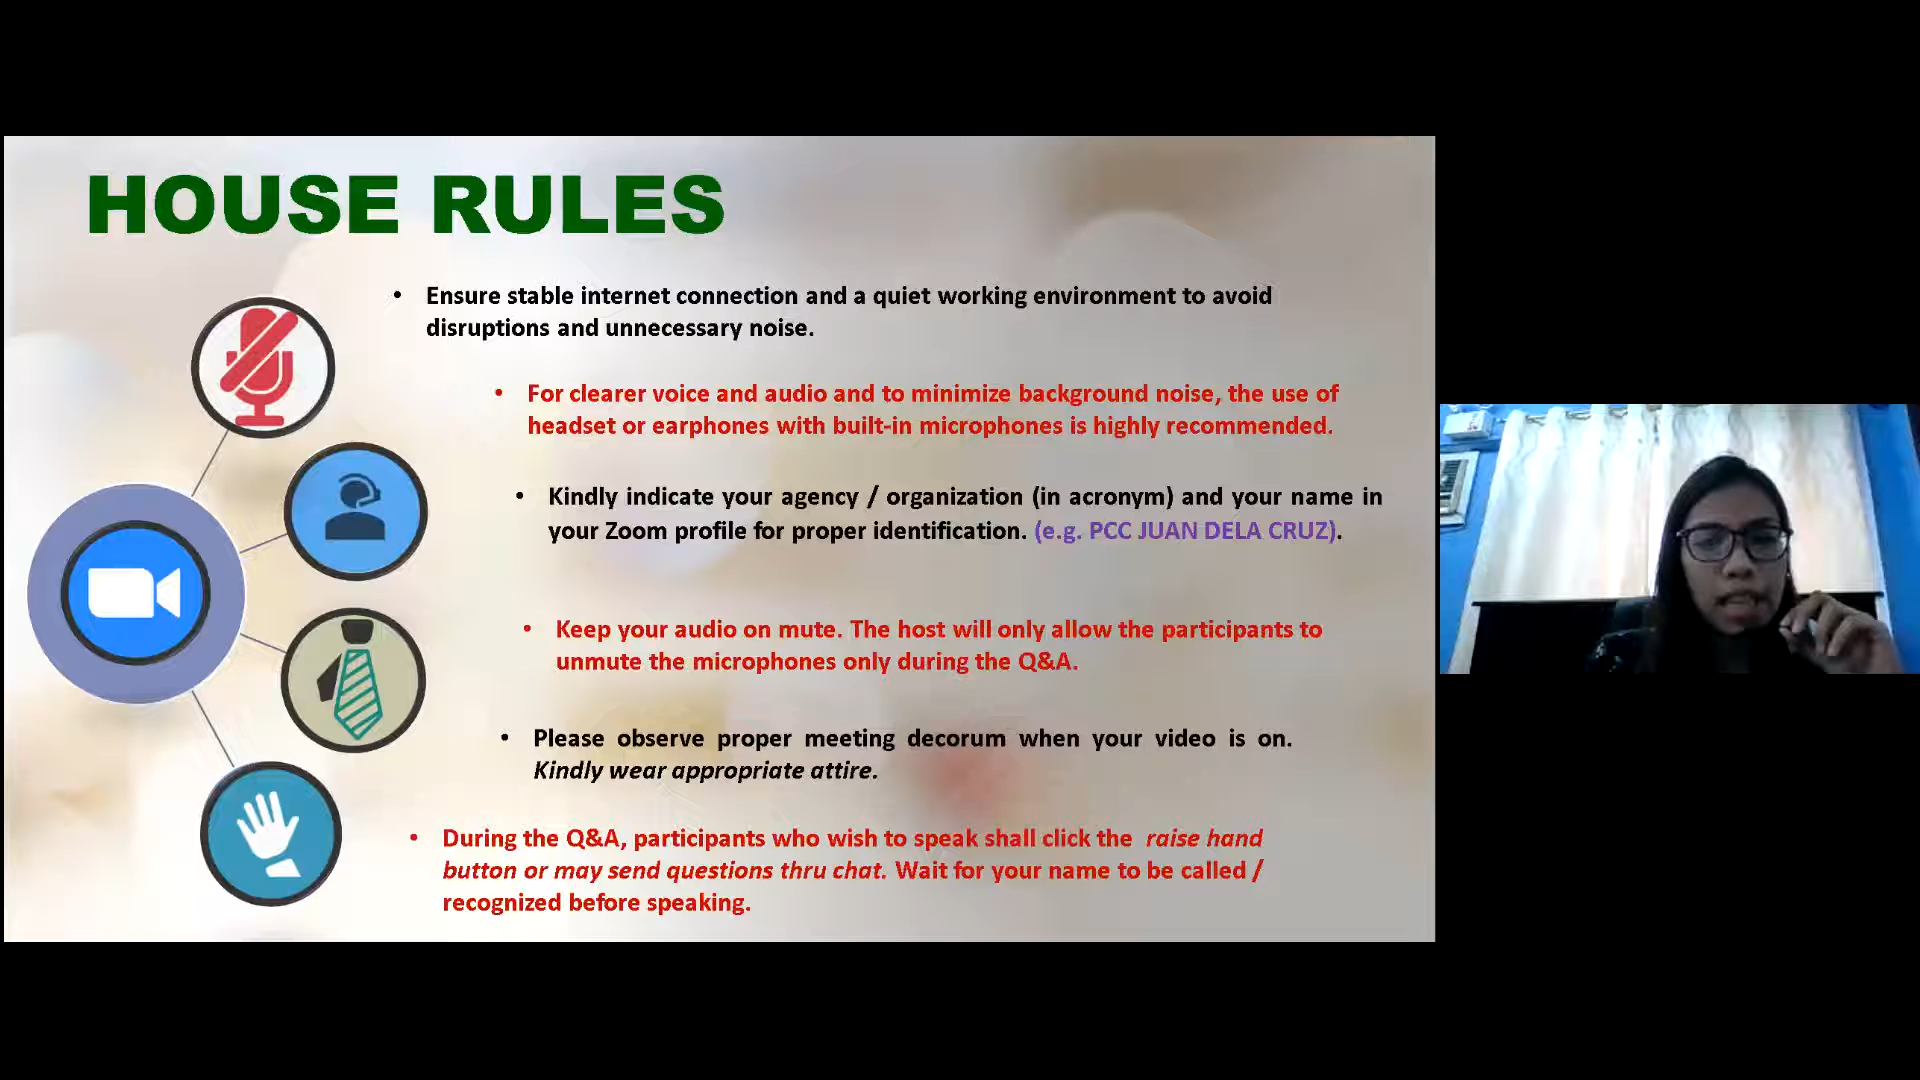 HOUSE RULES
• Ensure stable internet connection and a quiet working environment to avoid
disruptions and unnecessary noise.
• For clearer voice and audio and to minimize background noise, the use of
headset or earphones with built-in microphones is highly recommended.
• Kindly indicate your agency / organization (in acronym) and your name in
your Zoom profile for proper identification. (e.g. PCC JUAN DELA CRUZ).
• Keep your audio on mute. The host will only allow the participants to
unmute the microphones only during the Q&A.
• Please observe proper meeting decorum when your video is on.
Kindly wear appropriate attire.
• During the Q&A, participants who wish to speak shall click the raise hand
button or may send questions thru chat. Wait for your name to be called /
recognized before speaking.